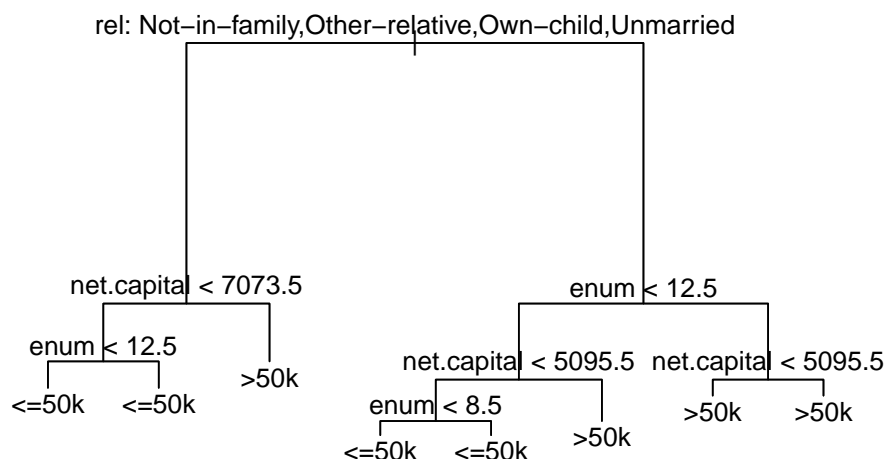 rel: Not−in−family,Other−relative,Own−child,Unmarried
net.capital < 7073.5
enum < 12.5
enum < 12.5
net.capital < 5095.5
net.capital < 5095.5
>50k
<=50k
<=50k
enum < 8.5
>50k
>50k
>50k
<=50k
<=50k